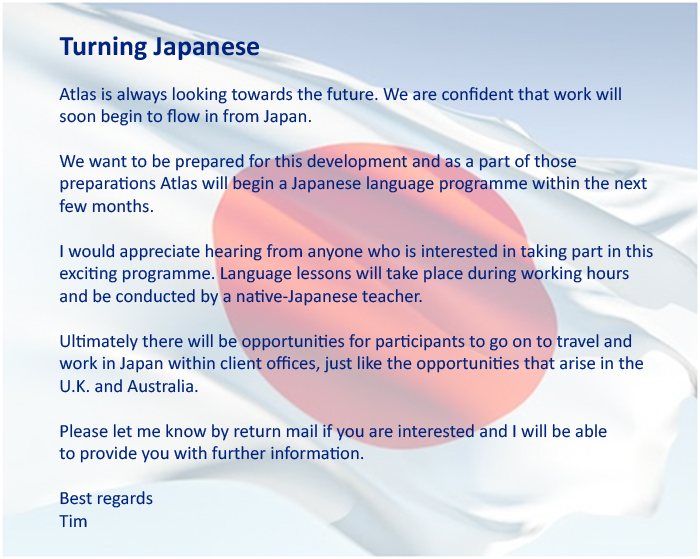 Turning Japanese
Atlas is always looking towards the future. We are confident that work will
soon begin to flow in from Japan.
We want to be prepared for this development and as a part of those
preparations Atlas will begin a Japanese language programme within the next
few months.
I would appreciate hearing from anyone who is interested in taking part in this
exciting programme. Language lessons will take place during working hours
and be conducted by a native-Japanese teacher.
Ultimately there will be opportunities for participants to go on to travel and
work in Japan within client offices, just like the opportunities that arise in the
U.K. and Australia.
Please let me know by return mail if you are interested and I will be able
to provide you with further information.
Best regards
Tim